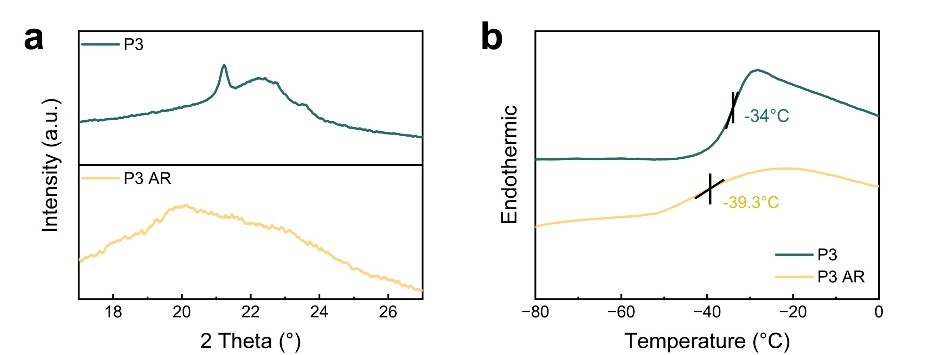 a
P3
P3 AR
Intensity (a.u.)
18 20 22 24 26
2 Theta (°)
b
-34°C
-39.3°C
P3
P3 AR
Endothermic
−80 −60 −40 −20 0
Temperature (°C)